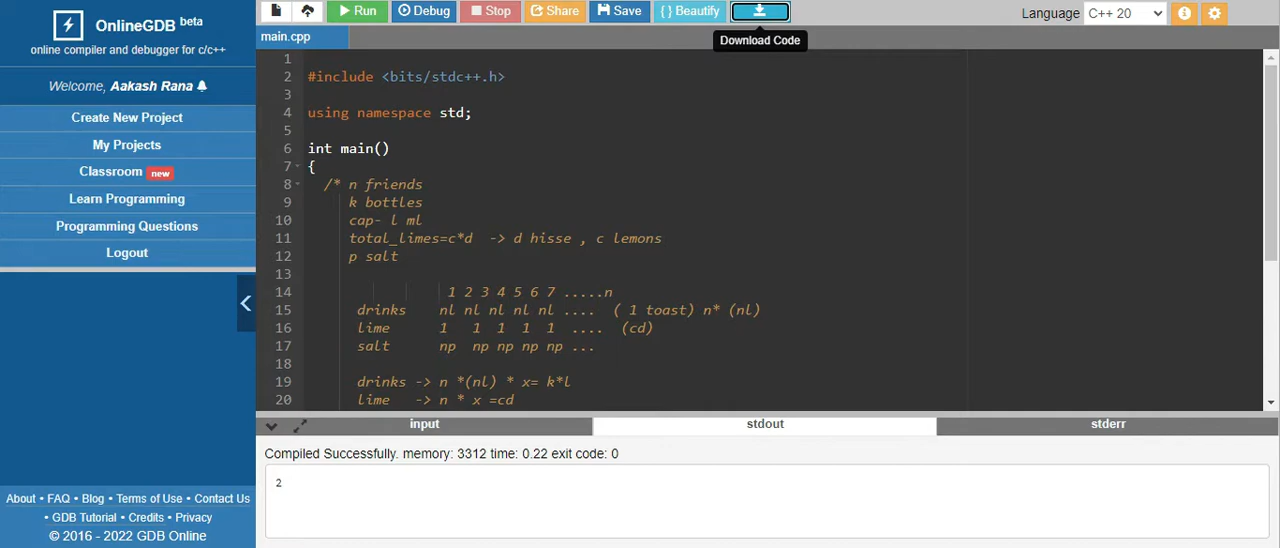 OnlineGDB beta
online compiler and debugger for c/c++
Welcome, Aakash Rana
Create New Project
My Projects
Classroom new
Learn Programming
Programming Questions
Logout
About • FAQ • Blog • Terms of Use • Contact Us
• GDB Tutorial • Credits • Privacy
© 2016 - 2022 GDB Online
Run Debug Stop Share Save { } Beautify
Language C++ 20
Download Code
main.cpp
1
2 #include <bits/stdc++.h>
3
4 using namespace std;
5
6 int main()
7 {
8 /* n friends
9 k bottles
10 cap- l ml
11 total_limes=c*d -> d hisse , c lemons
12 p salt
13
14 1 2 3 4 5 6 7 .....n
15 drinks nl nl nl nl nl .... ( 1 toast) n* (nl)
16 lime 1 1 1 1 1 .... (cd)
17 salt np np np np np ...
18
19 drinks -> n *(nl) * x= k*l
20 lime -> n * x =cd
input stdout stderr
Compiled Successfully. memory: 3312 time: 0.22 exit code: 0
2